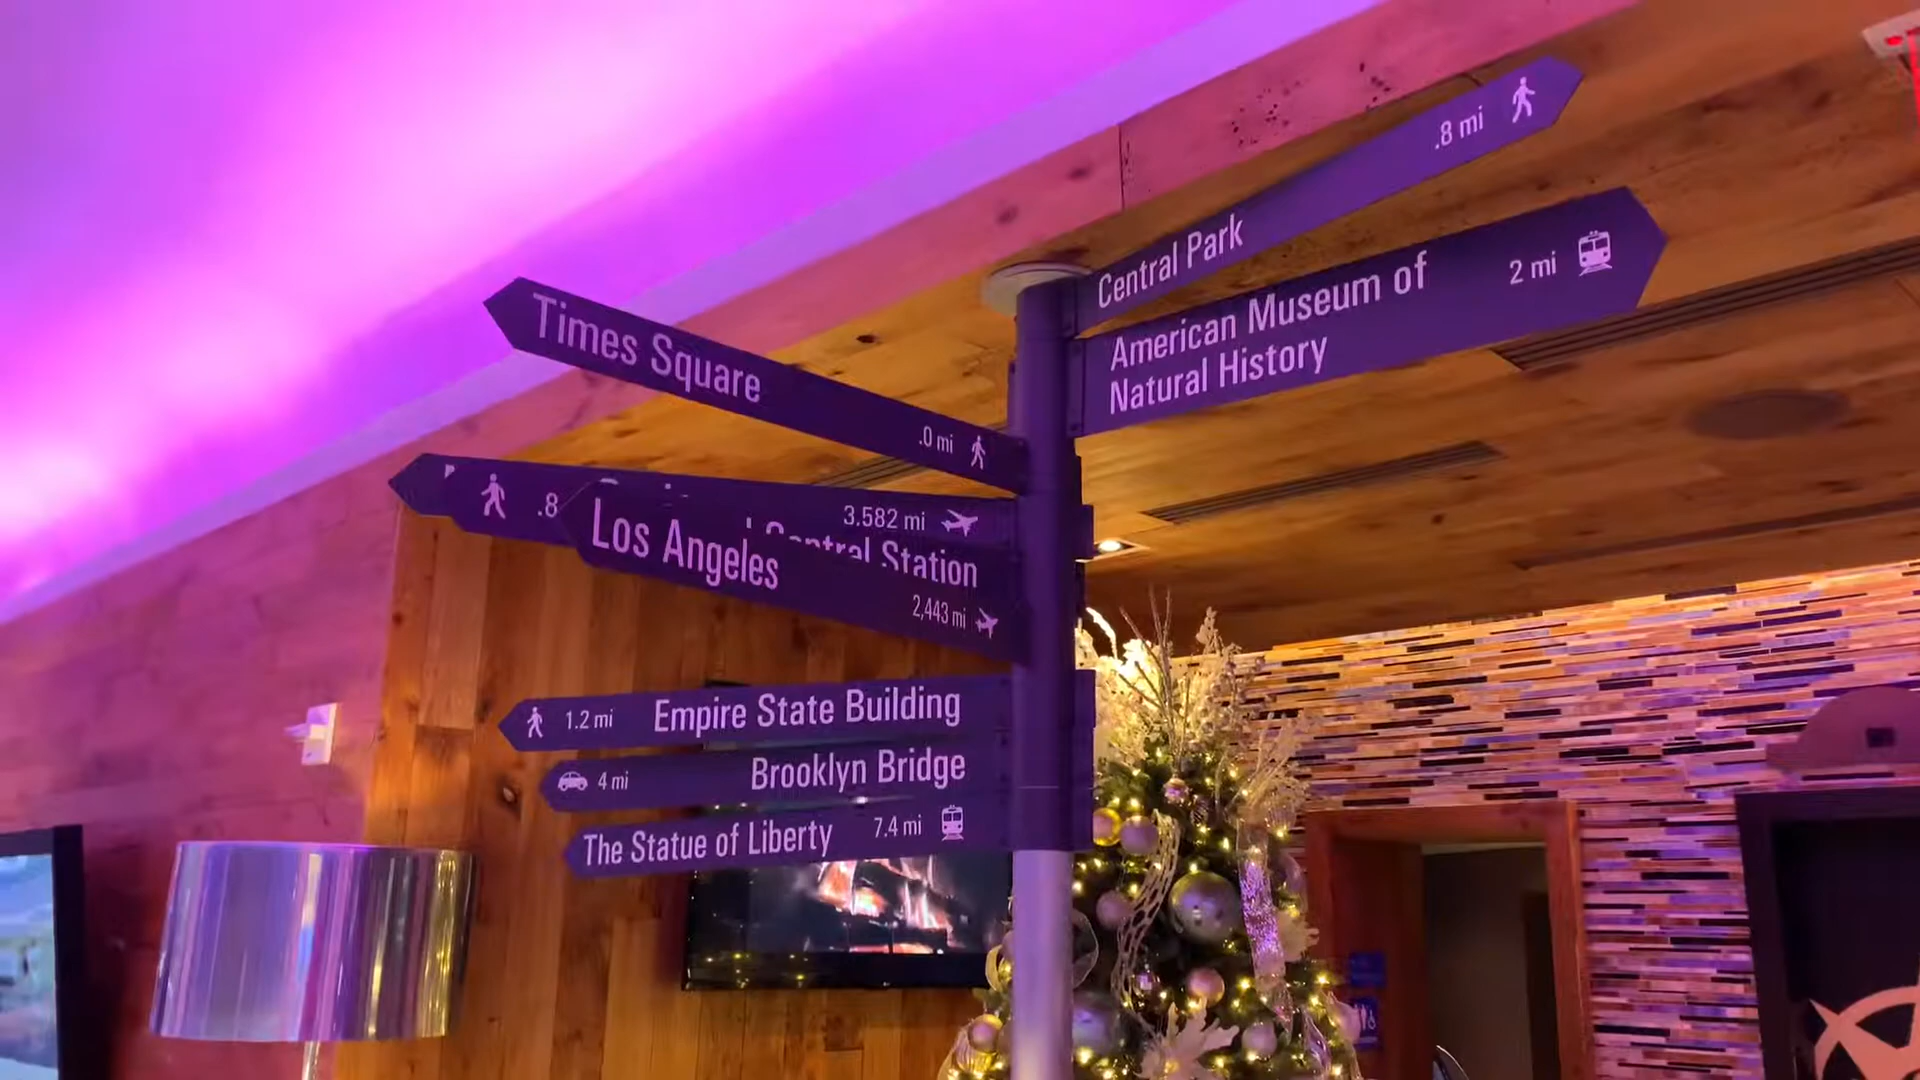 Central Park .8 mi
American Museum of 2 mi
Natural History
Times Square
.0 mi
3.582 mi
.8
Central Station
Los Angeles
2,443 mi
1.2 mi Empire State Building
4 mi Brooklyn Bridge
The Statue of Liberty 7.4 mi